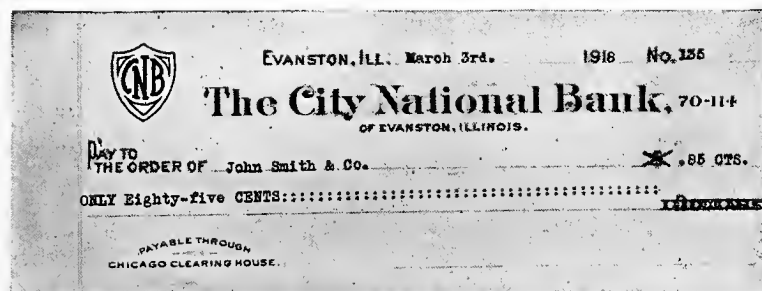 CNB
EVANSTON, ILL. March 3rd. 1918 No. 135
The City National Bank, 70-114
OF EVANSTON, ILLINOIS.
PAY TO
THE ORDER OF John Smith & Co. .85 CTS.
ONLY Eighty-five CENTS::::::::::::::::::::::::::::::::::::::::::::::
PAYABLE THROUGH
CHICAGO CLEARING HOUSE.